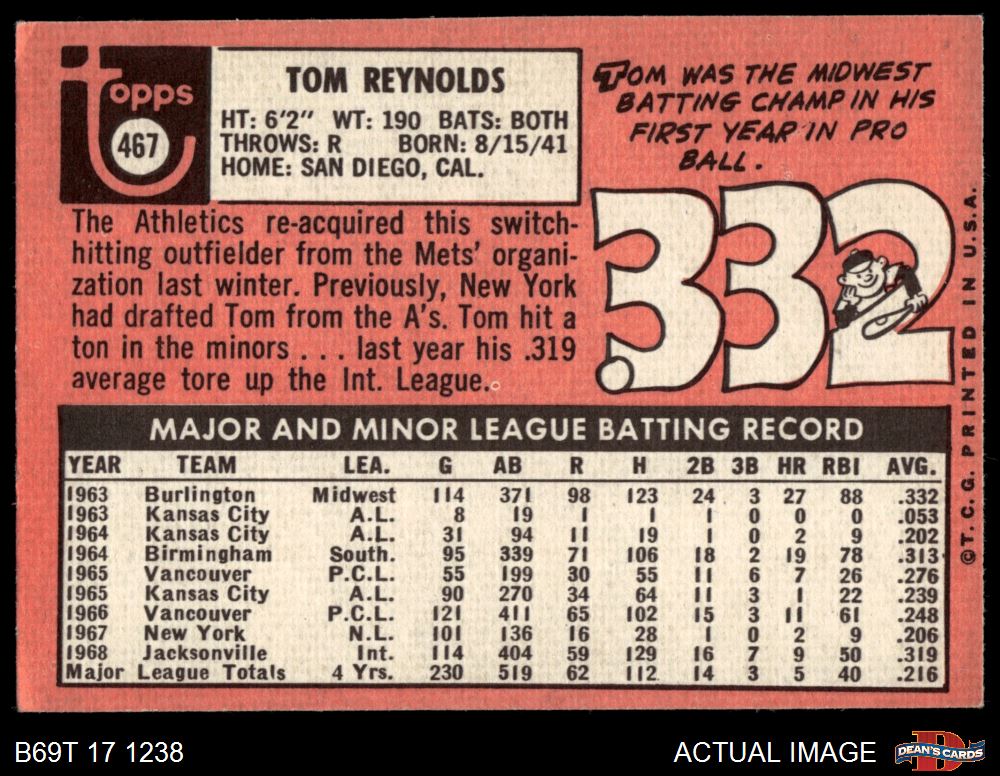 Topps
467
TOM REYNOLDS
HT: 6'2" WT: 190 BATS: BOTH
THROWS: R BORN: 8/15/41
HOME: SAN DIEGO, CAL.
TOM WAS THE MIDWEST
BATTING CHAMP IN HIS
FIRST YEAR IN PRO
BALL.
.332
The Athletics re-acquired this switch-
hitting outfielder from the Mets' organi-
zation last winter. Previously, New York
had drafted Tom from the A's. Tom hit a
ton in the minors . . . last year his .319
average tore up the Int. League.
MAJOR AND MINOR LEAGUE BATTING RECORD
YEAR TEAM LEA. G AB R H 2B 3B HR RBI AVG.
1963 Burlington Midwest 114 371 98 123 24 3 27 88 .332
1963 Kansas City A.L. 8 19 1 1 1 0 0 0 .053
1964 Kansas City A.L. 31 94 11 19 1 0 2 9 .202
1964 Birmingham South. 95 339 71 106 18 2 19 78 .313
1965 Vancouver P.C.L. 55 199 30 55 11 6 7 26 .276
1965 Kansas City A.L. 90 270 34 64 11 3 1 22 .239
1966 Vancouver P.C.L. 121 411 65 102 15 3 11 61 .248
1967 New York N.L. 101 136 16 28 1 0 2 9 .206
1968 Jacksonville Int. 114 404 59 129 16 7 9 50 .319
Major League Totals 4 Yrs. 230 519 62 112 14 3 5 40 .216
©T.C.G. PRINTED IN U.S.A.
B69T 17 1238
ACTUAL IMAGE
D
DEAN'S CARDS